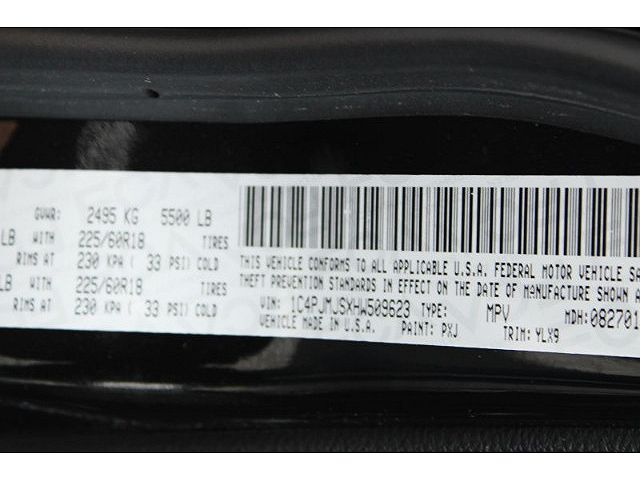 GVWR: 2495 KG 5500 LB
LB WITH 225/60R18 TIRES
RIMS AT 230 KPA ( 33 PSI) COLD
LB WITH 225/60R18 TIRES
RIMS AT 230 KPA ( 33 PSI) COLD
THIS VEHICLE CONFORMS TO ALL APPLICABLE U.S.A. FEDERAL MOTOR VEHICLE SA
THEFT PREVENTION STANDARDS IN EFFECT ON THE DATE OF MANUFACTURE SHOWN A
VIN: 1C4PJMJSXHW509623 TYPE: MPV MDH: 082701
VEHICLE MADE IN U.S.A. PAINT: PXJ TRIM: YLX9